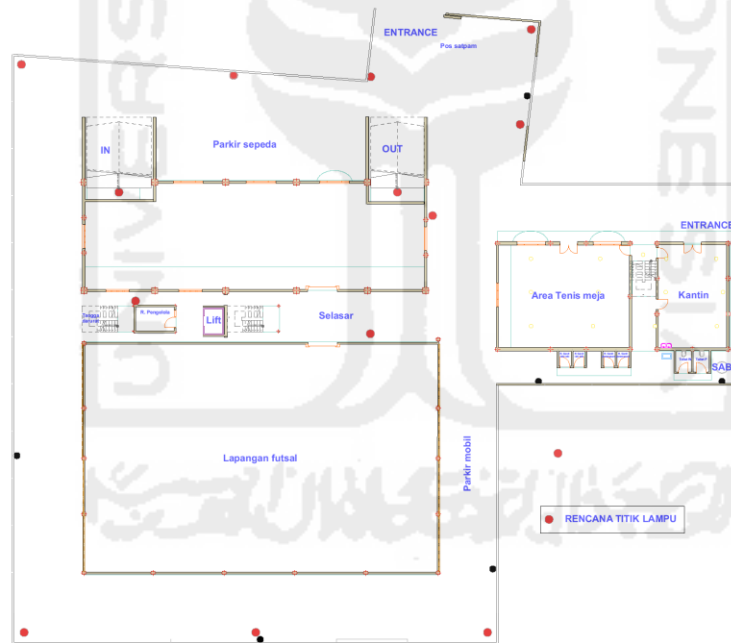 ENTRANCE
Pos satpam
Parkir sepeda
IN
OUT
ENTRANCE
Area Tenis meja
Kantin
R. Pengelola
Lift
Selasar
SAB
Lapangan futsal
Parkir mobil
RENCANA TITIK LAMPU